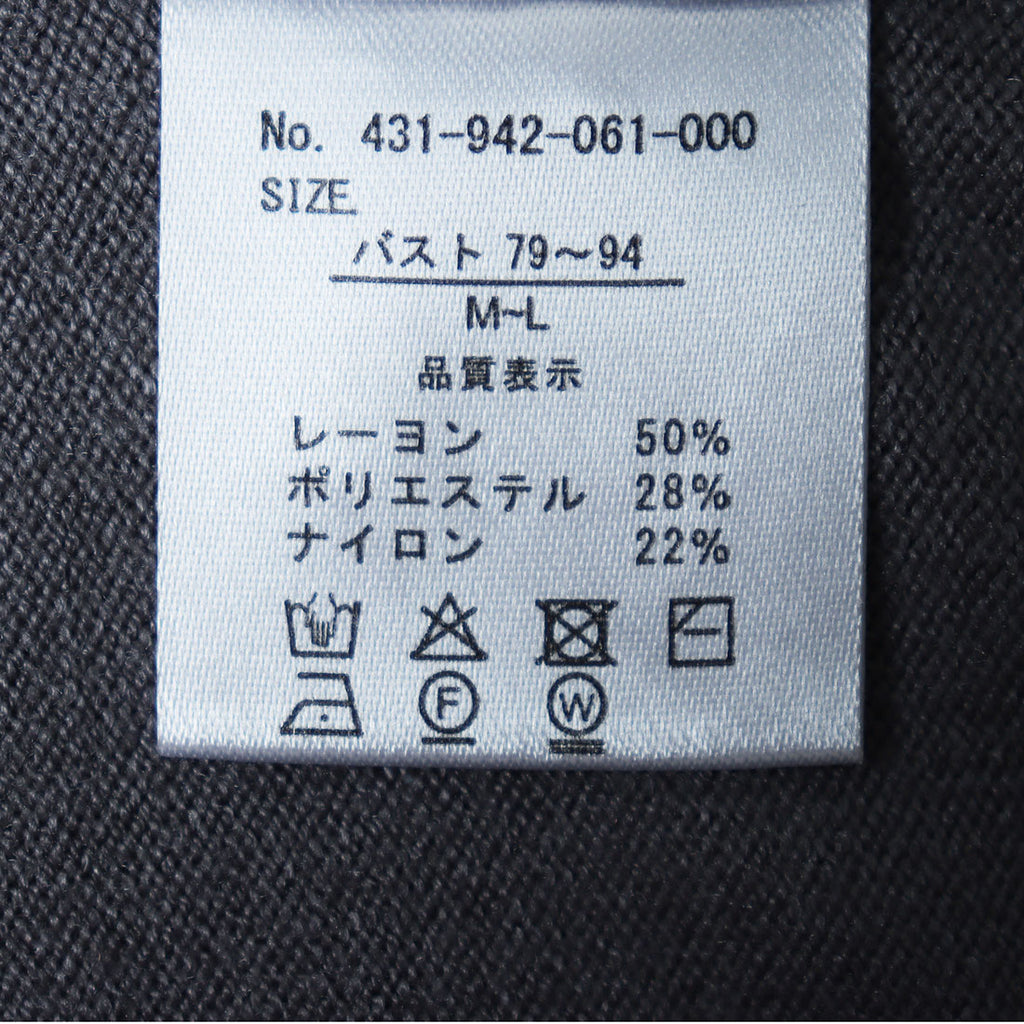 No. 431-942-061-000
SIZE
バスト 79～94
M~L
品質表示
レーヨン 50%
ポリエステル 28%
ナイロン 22%
F W